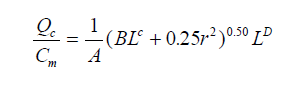 Q_c / C_m = 1 / A (BL^c + 0.25r^2)^0.50 L^D